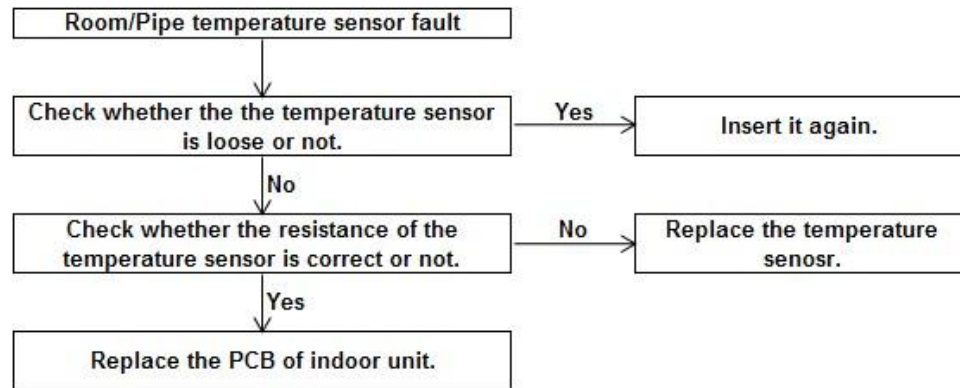 Room/Pipe temperature sensor fault
Check whether the the temperature sensor
is loose or not.
Yes
Insert it again.
No
Check whether the resistance of the
temperature sensor is correct or not.
No
Replace the temperature
senosr.
Yes
Replace the PCB of indoor unit.